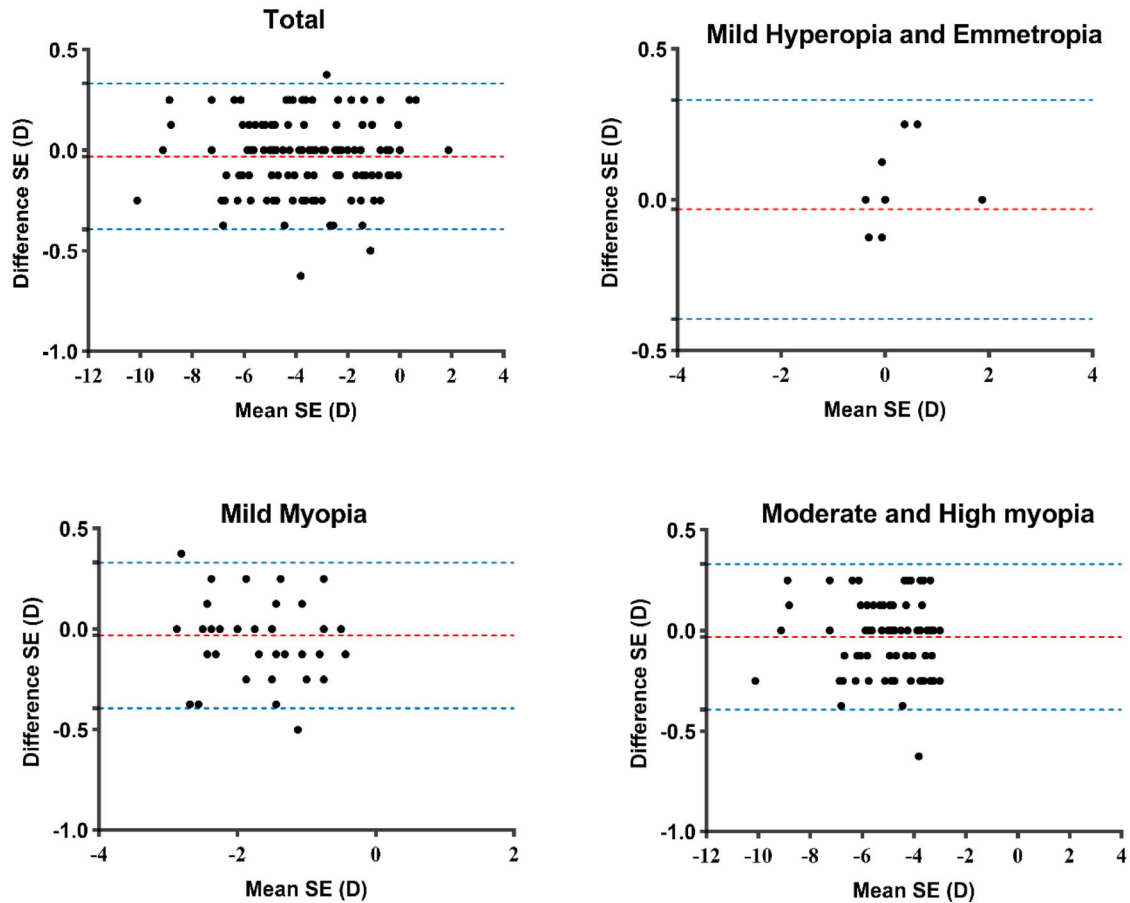 Total
0.5
0.0
-0.5
-1.0
Difference SE (D)
-12 -10 -8 -6 -4 -2 0 2 4
Mean SE (D)
Mild Hyperopia and Emmetropia
0.5
0.0
-0.5
Difference SE (D)
-4 -2 0 2 4
Mean SE (D)
Mild Myopia
0.5
0.0
-0.5
-1.0
Difference SE (D)
-4 -2 0 2
Mean SE (D)
Moderate and High myopia
0.5
0.0
-0.5
-1.0
Difference SE (D)
-12 -10 -8 -6 -4 -2 0 2 4
Mean SE (D)